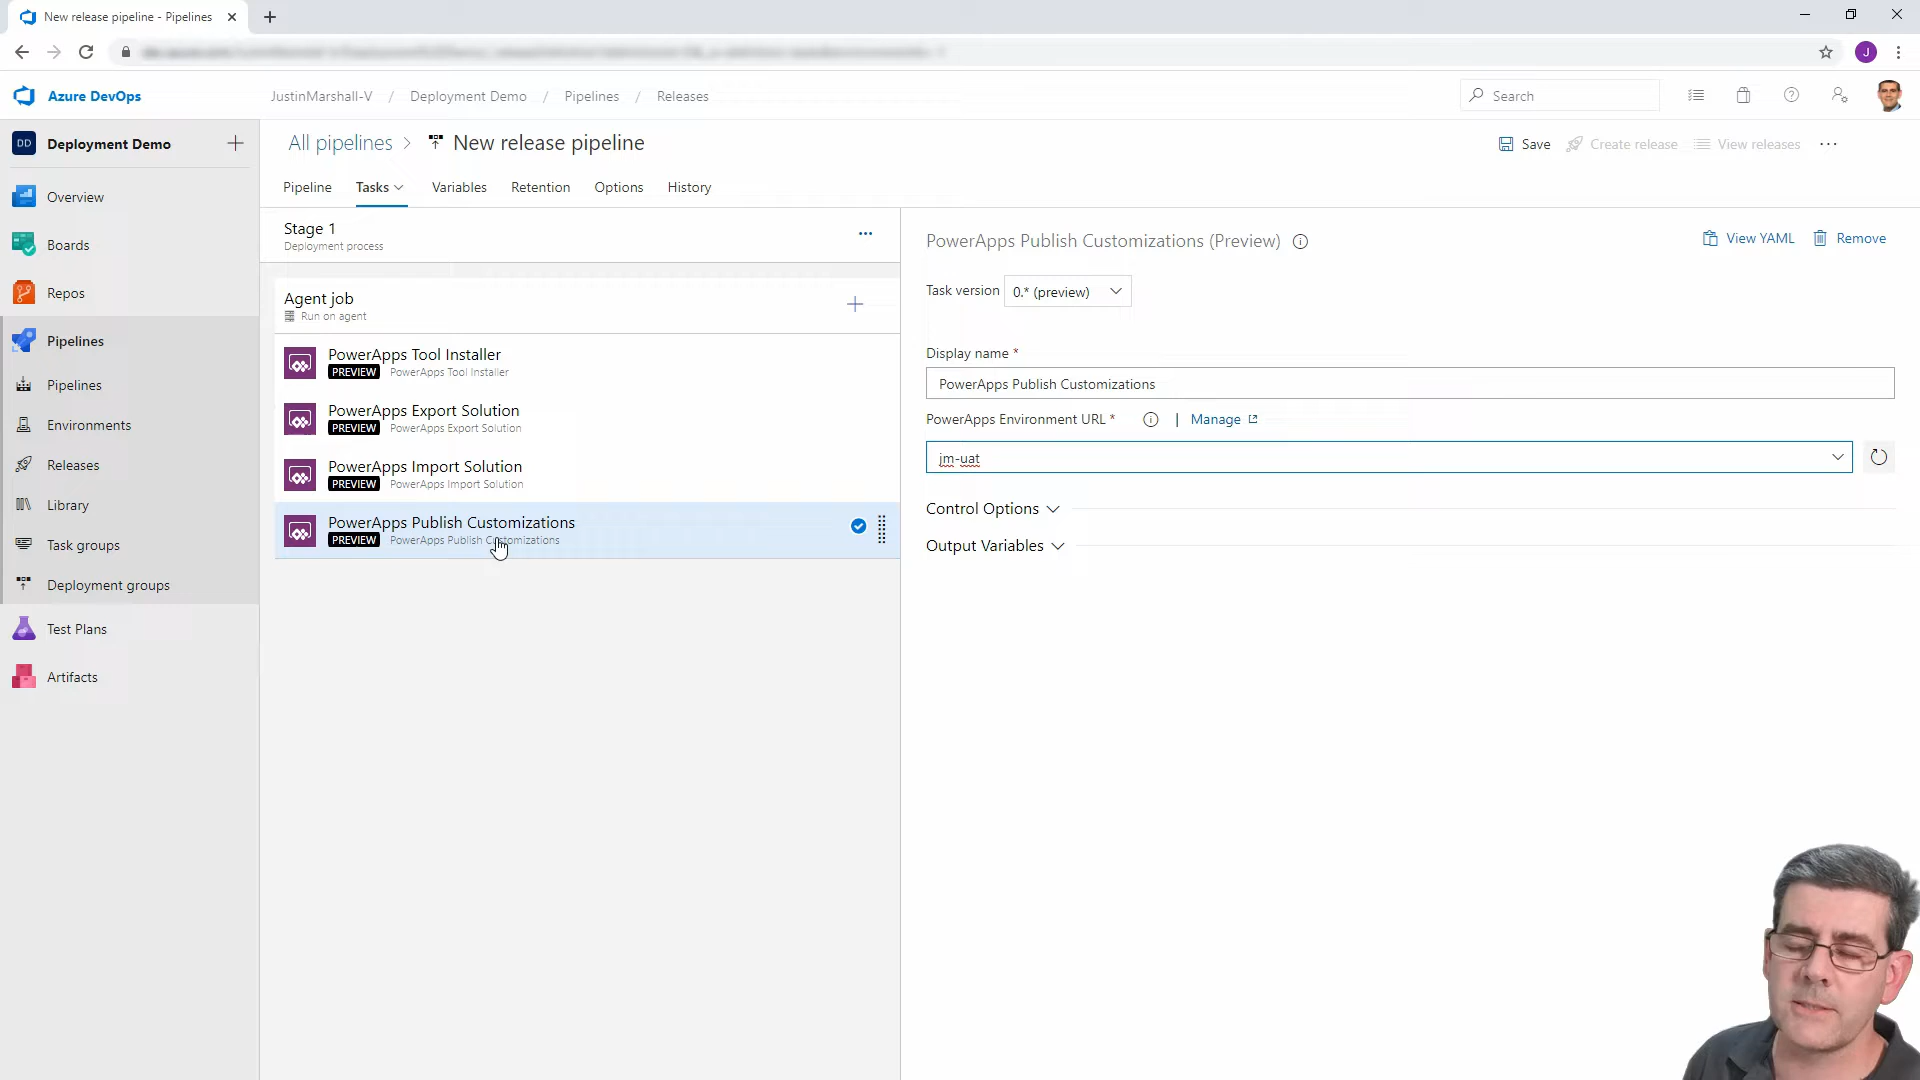 New release pipeline - Pipelines
J
Azure DevOps
JustinMarshall-V / Deployment Demo / Pipelines / Releases
Search
DD Deployment Demo
All pipelines > New release pipeline
Save Create release View releases
Pipeline Tasks Variables Retention Options History
Overview
Boards
Repos
Pipelines
Pipelines
Environments
Releases
Library
Task groups
Deployment groups
Test Plans
Artifacts
Stage 1
Deployment process
Agent job
Run on agent
PowerApps Tool Installer
PREVIEW PowerApps Tool Installer
PowerApps Export Solution
PREVIEW PowerApps Export Solution
PowerApps Import Solution
PREVIEW PowerApps Import Solution
PowerApps Publish Customizations
PREVIEW PowerApps Publish Customizations
PowerApps Publish Customizations (Preview)
View YAML Remove
Task version 0.* (preview)
Display name *
PowerApps Publish Customizations
PowerApps Environment URL * | Manage
jm-uat
Control Options
Output Variables